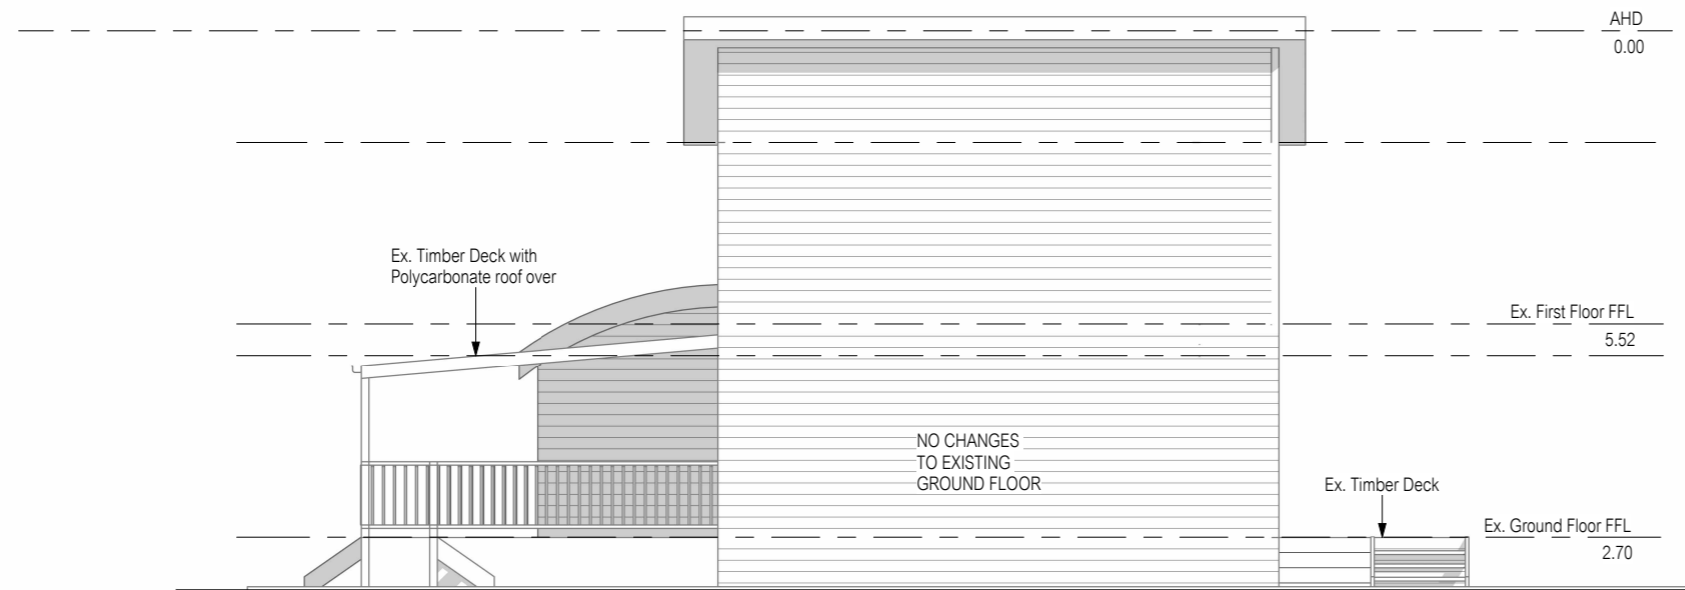 AHD
0.00
Ex. Timber Deck with
Polycarbonate roof over
Ex. First Floor FFL
5.52
NO CHANGES
TO EXISTING
GROUND FLOOR
Ex. Timber Deck
Ex. Ground Floor FFL
2.70